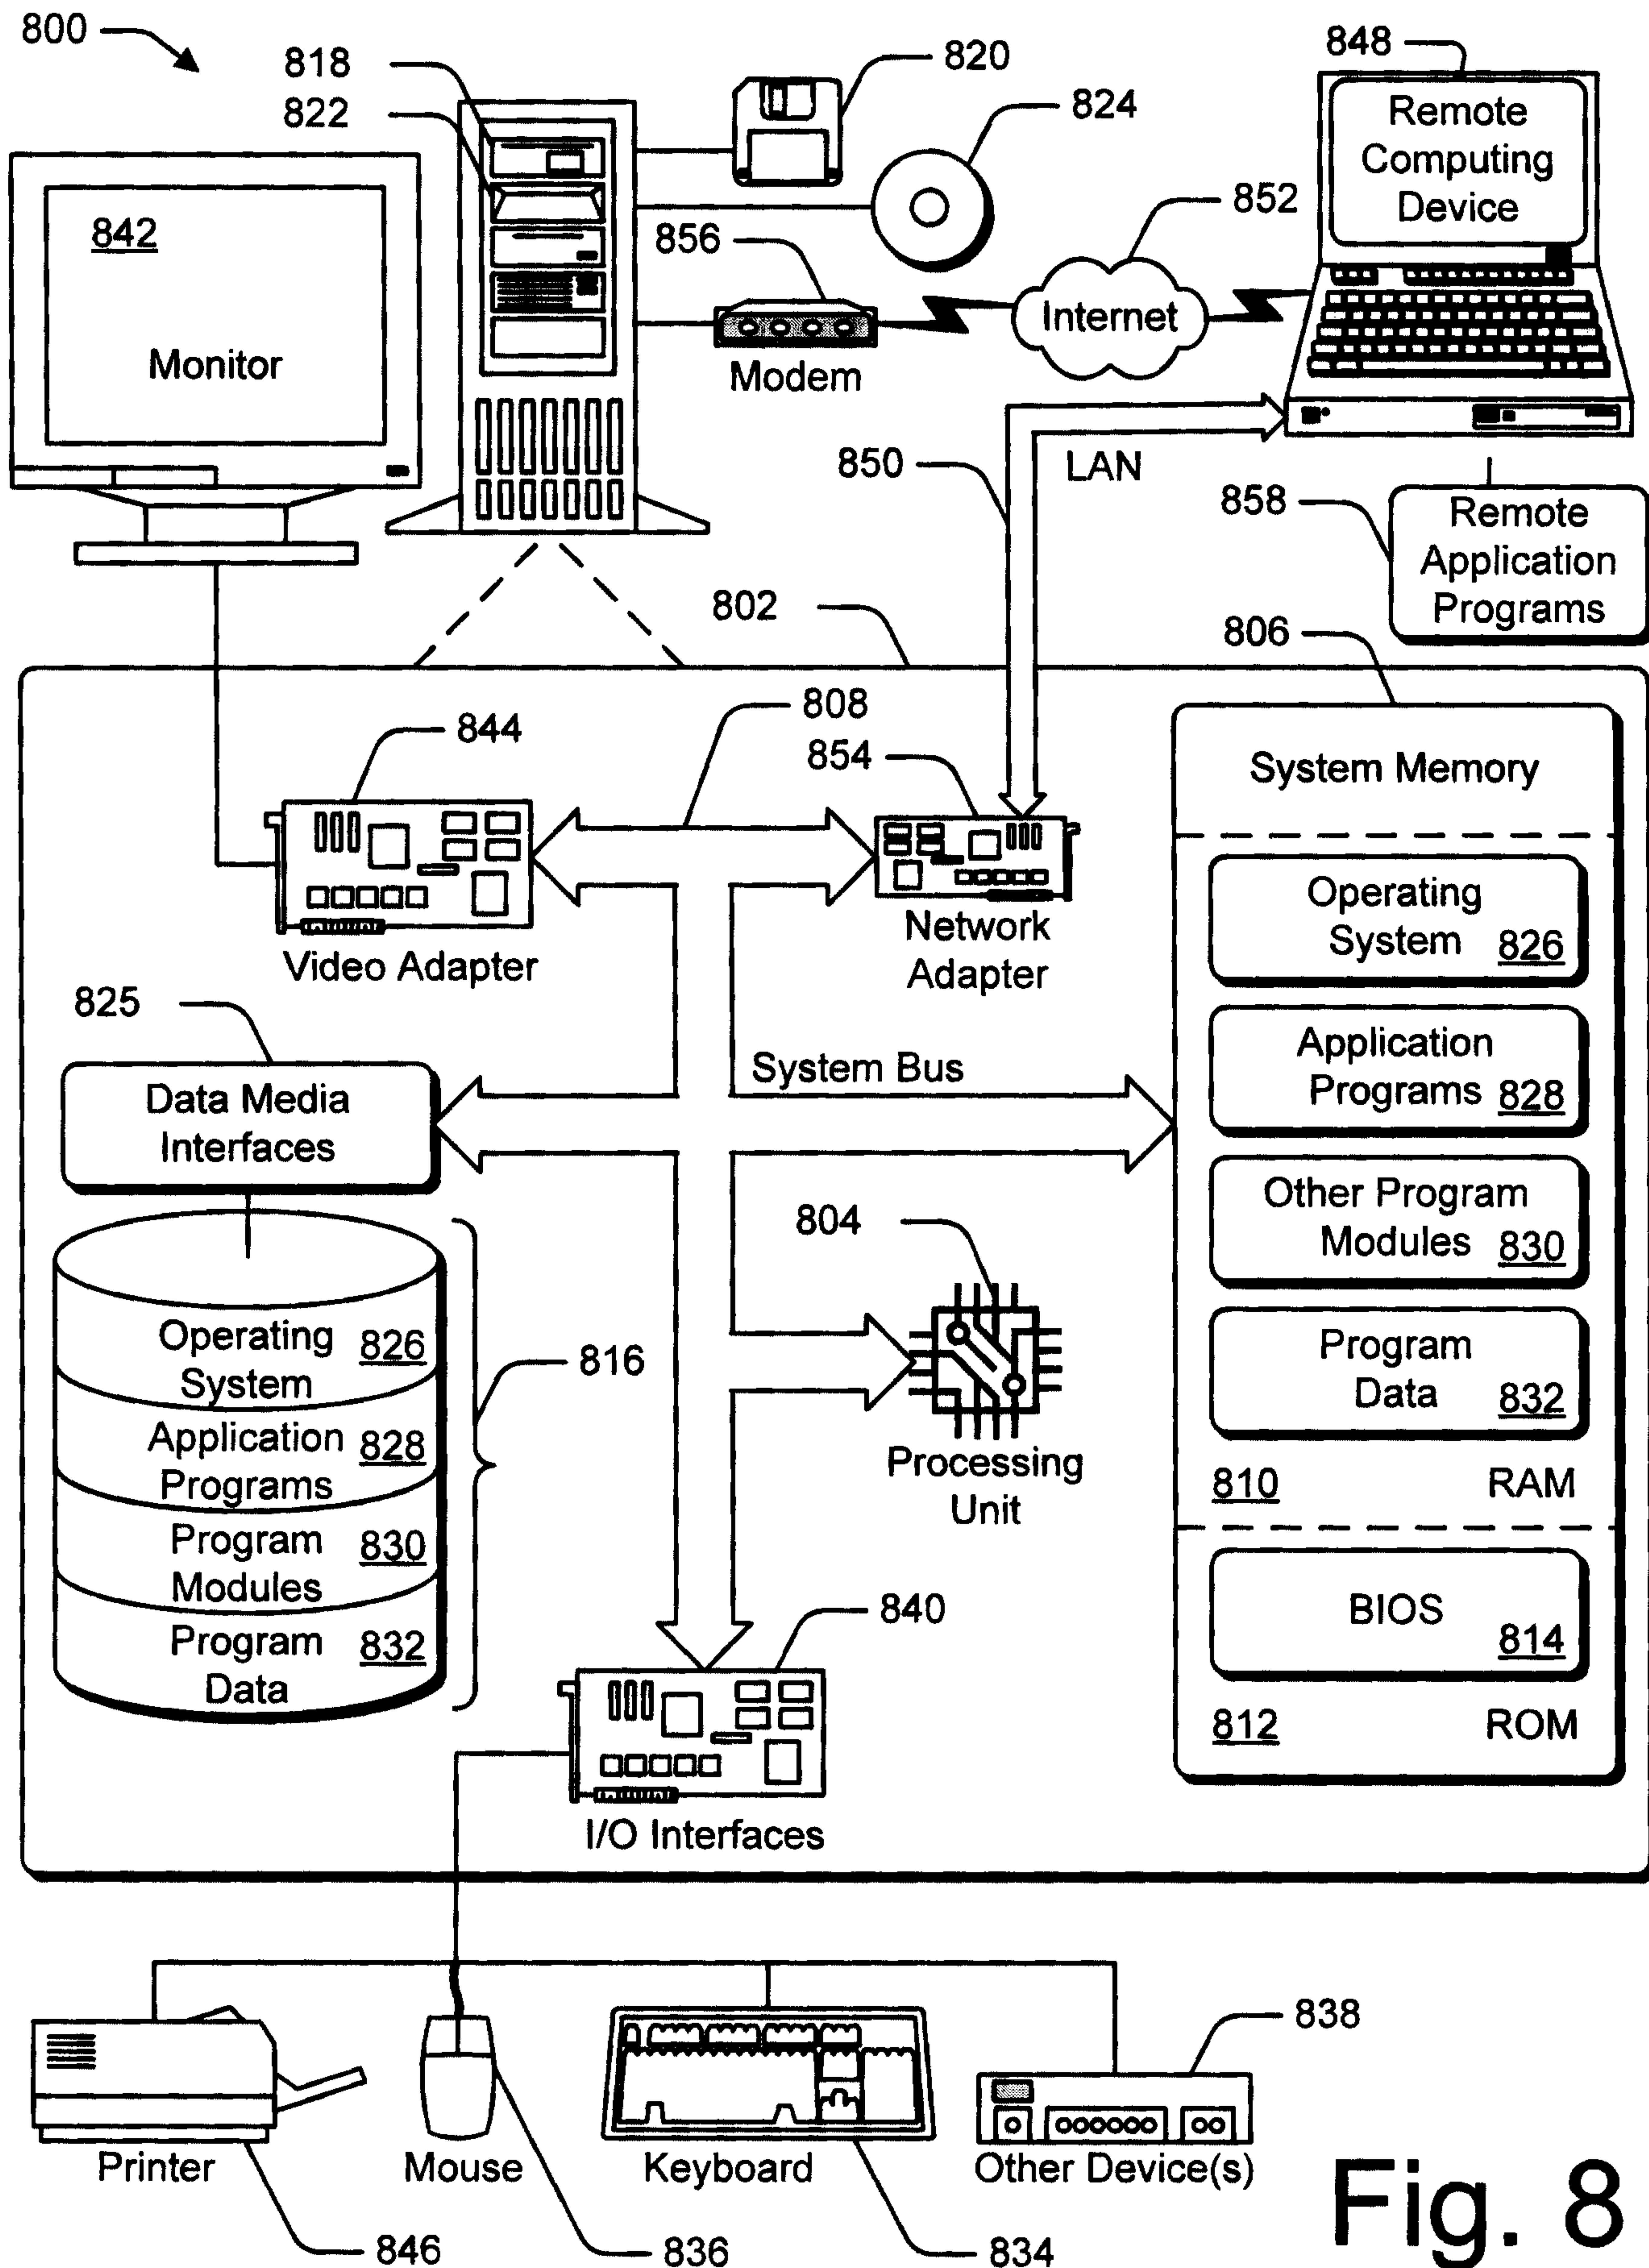 800
818
822
820
824
848
Remote
Computing
Device
842
Monitor
856
Modem
852
Internet
850
LAN
858
Remote
Application
Programs
802
806
844
808
854
Video Adapter
Network
Adapter
System Memory
Operating
System 826
Application
Programs 828
Other Program
Modules 830
Program
Data 832
810 RAM
BIOS
814
812 ROM
825
Data Media
Interfaces
System Bus
804
Processing
Unit
Operating
System 826
Application
Programs 828
Program
Modules 830
Program
Data 832
816
840
I/O Interfaces
838
Printer
Mouse
Keyboard
Other Device(s)
846
836
834
Fig. 8